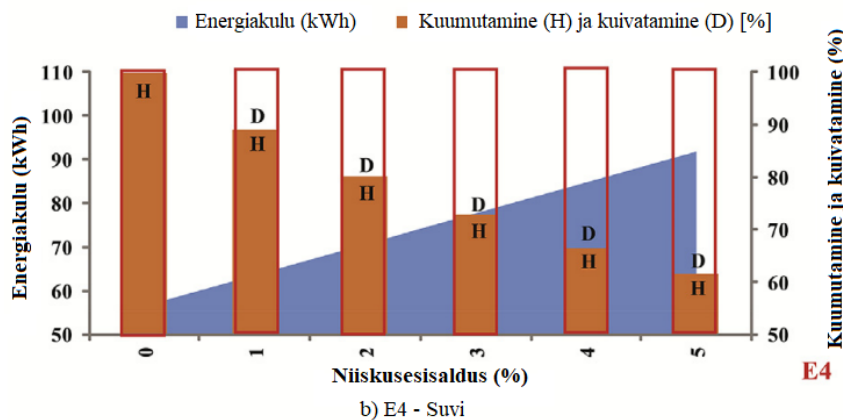 Energiakulu (kWh) Kuumutamine (H) ja kuivatamine (D) [%]
Energiakulu (kWh)
110
100
90
80
70
60
50
H
D
H
D
H
D
H
D
H
D
H
100
90
80
70
60
50
Kuumutamine ja kuivatamine (%)
0 1 2 3 4 5
Niiskusesisaldus (%)
E4
b) E4 - Suvi